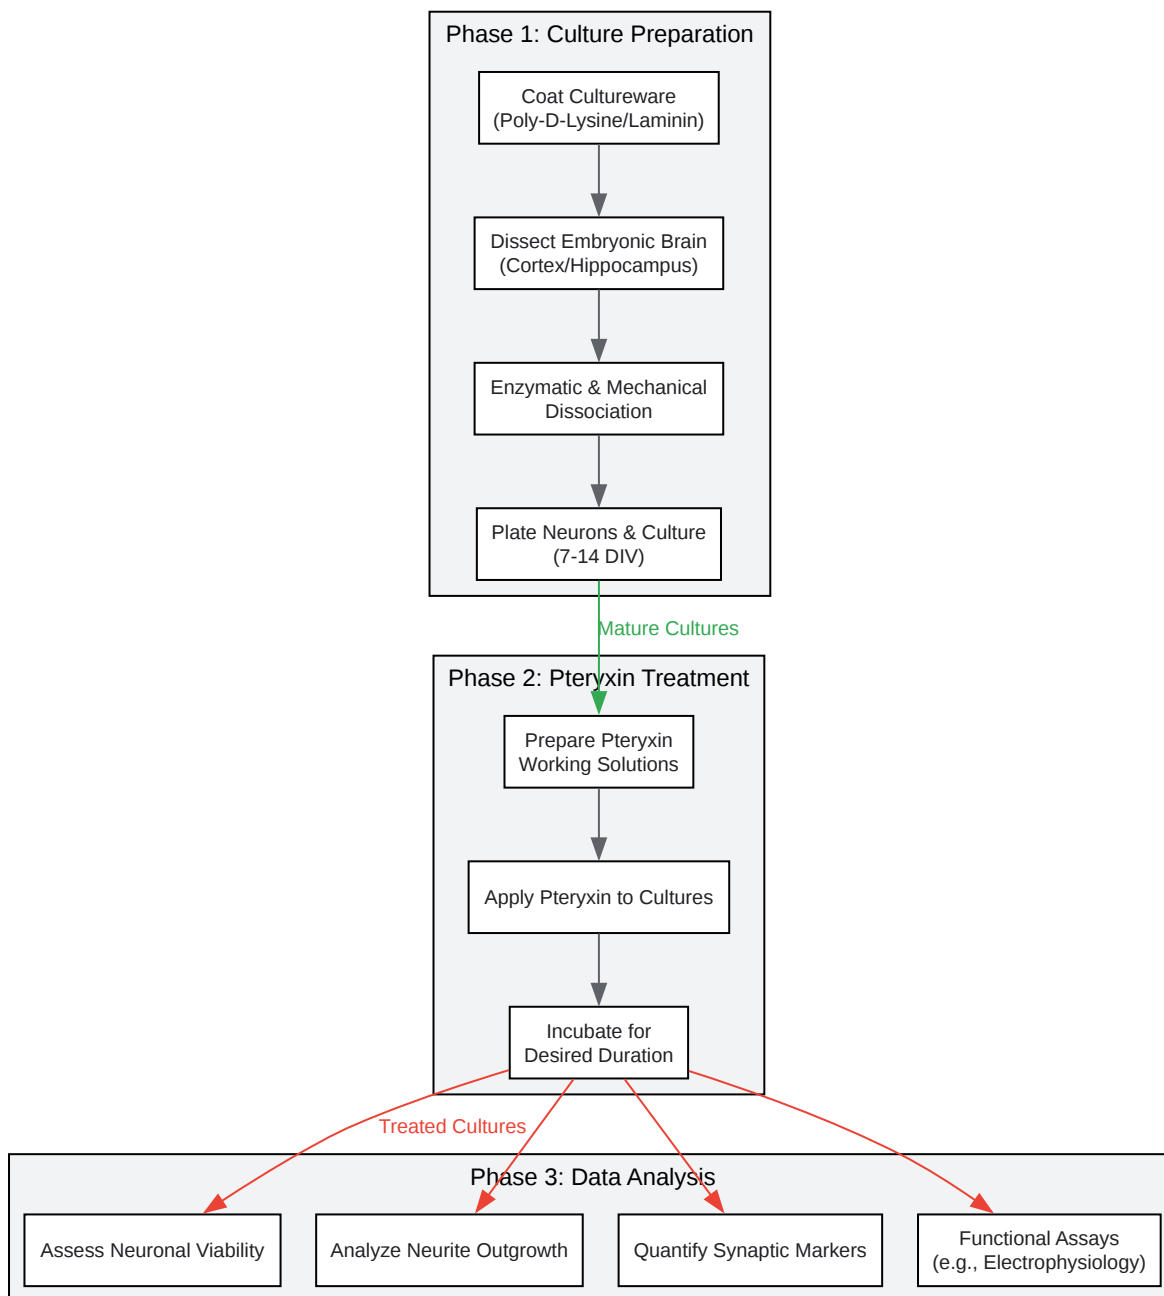 Phase 1: Culture Preparation
Coat Cultureware
(Poly-D-Lysine/Laminin)
Dissect Embryonic Brain
(Cortex/Hippocampus)
Enzymatic & Mechanical
Dissociation
Plate Neurons & Culture
(7-14 DIV)
Mature Cultures
Phase 2: Pteryxin Treatment
Prepare Pteryxin
Working Solutions
Apply Pteryxin to Cultures
Incubate for
Desired Duration
Treated Cultures
Phase 3: Data Analysis
Assess Neuronal Viability
Analyze Neurite Outgrowth
Quantify Synaptic Markers
Functional Assays
(e.g., Electrophysiology)